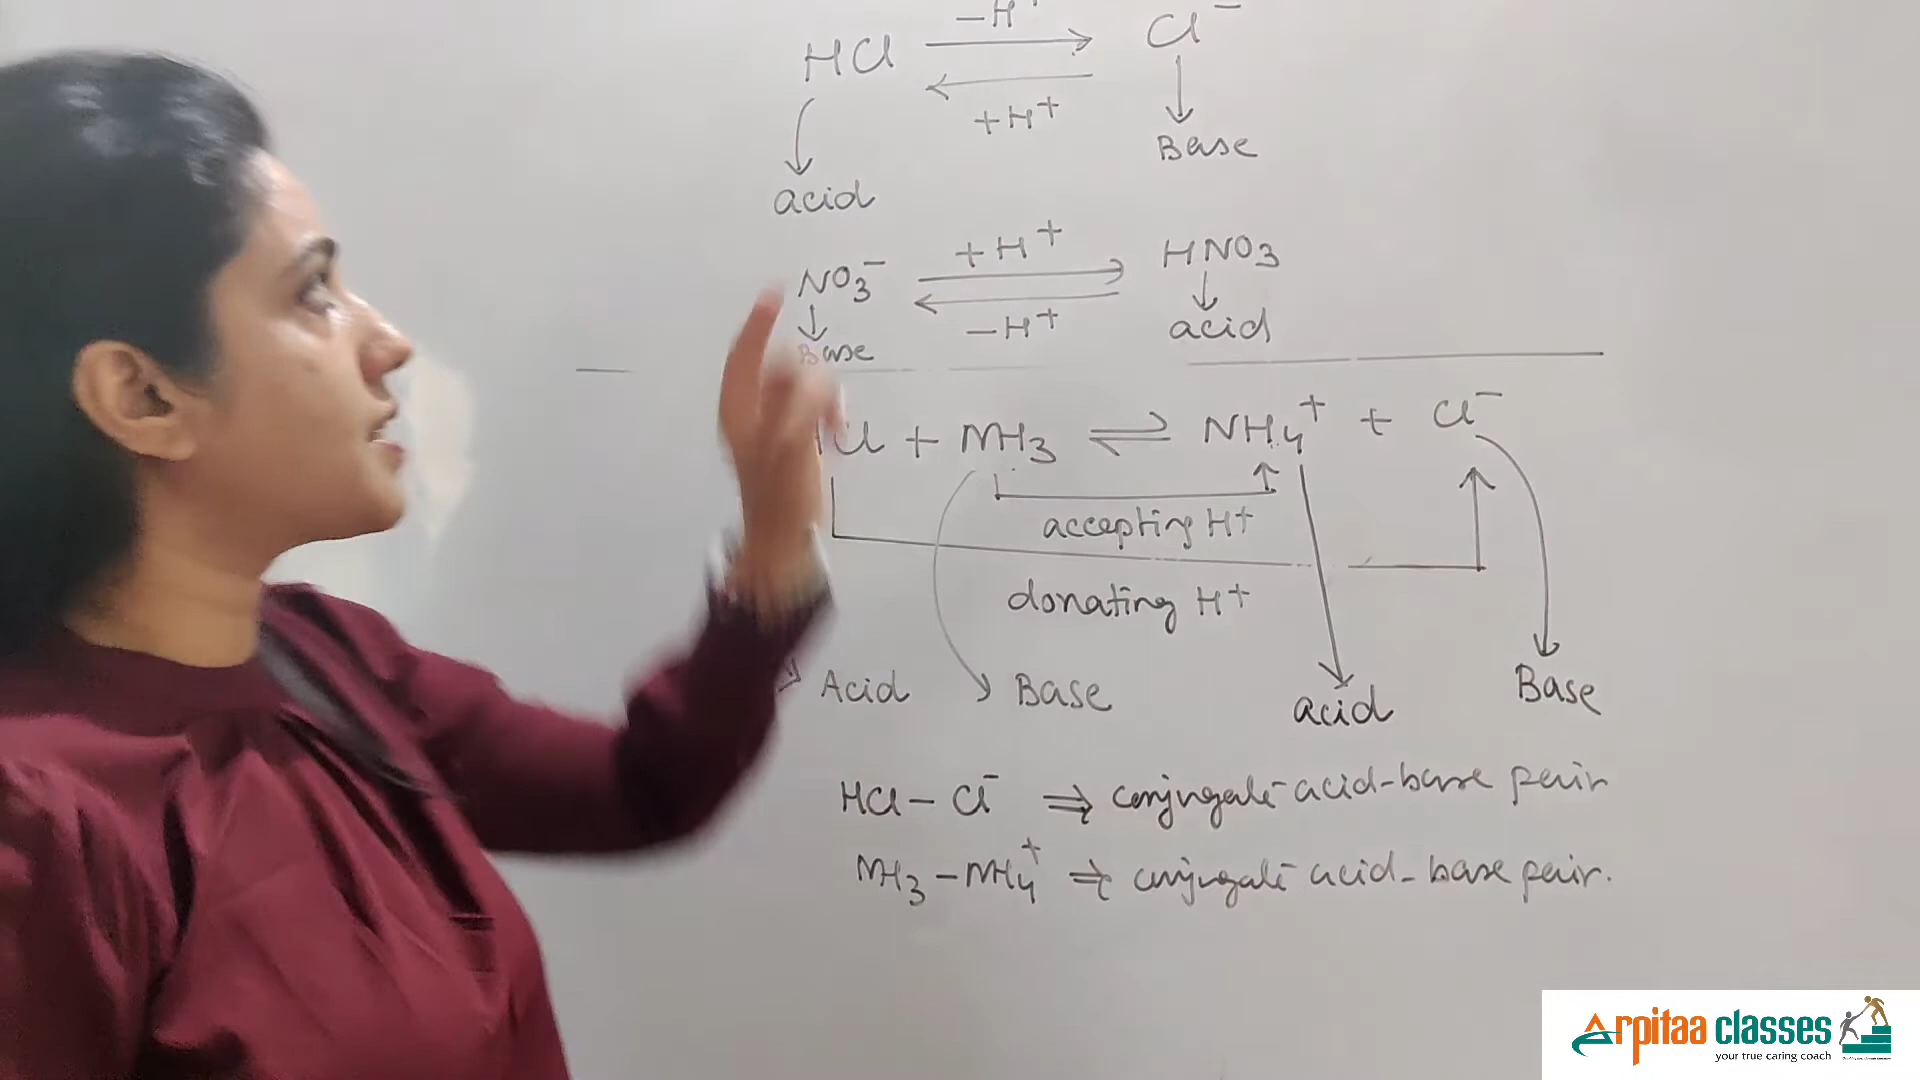 −H⁺
HCl ⇌ Cl⁻
+H⁺
Base
acid
+H⁺
NO₃⁻ ⇌ HNO₃
−H⁺
acid
Base
HCl + NH₃ ⇌ NH₄⁺ + Cl⁻
accepting H⁺
donating H⁺
Acid Base acid Base
HCl − Cl⁻ ⇒ conjugate acid-base pair
NH₃ − NH₄⁺ ⇒ conjugate acid-base pair.
Arpitaa classes
your true caring coach